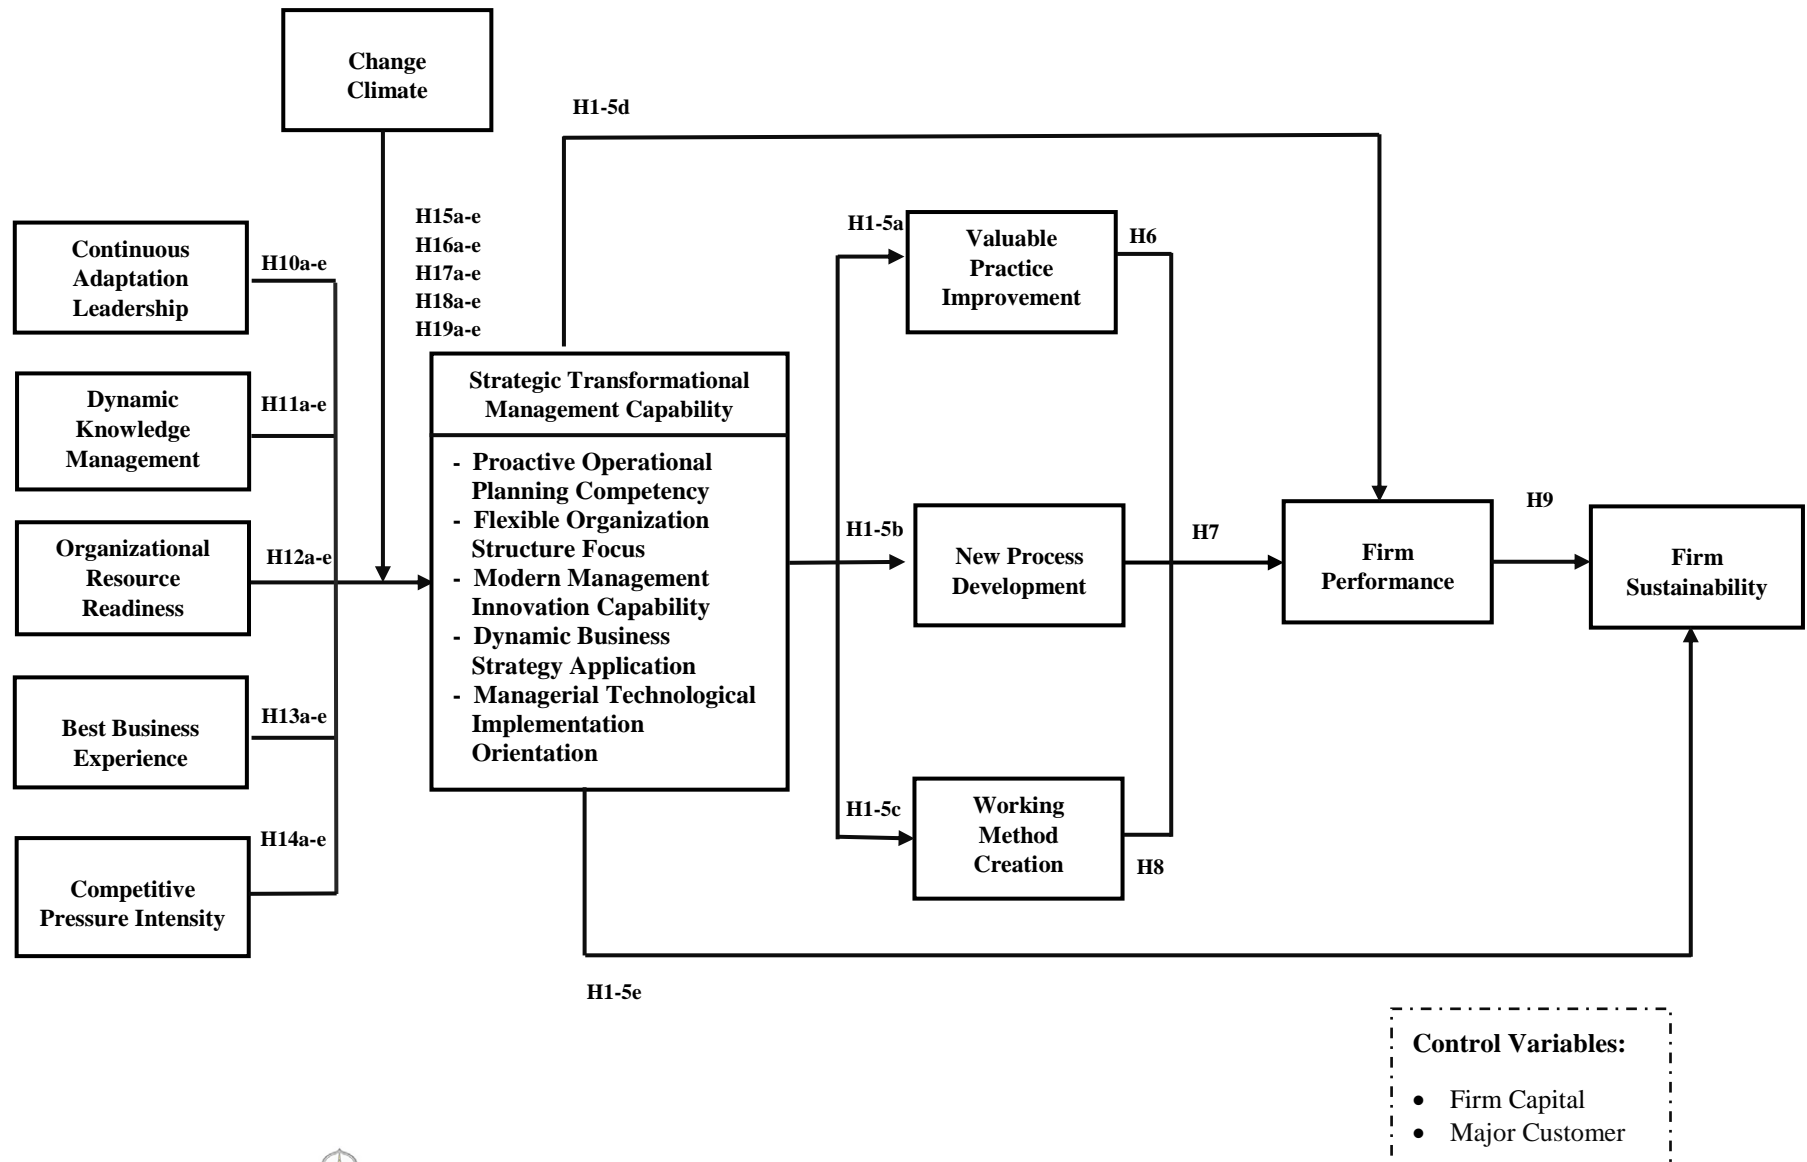 Change
Climate
H1-5d
H15a-e
H16a-e
H17a-e
H18a-e
H19a-e
Continuous
Adaptation
Leadership
H10a-e
Dynamic
Knowledge
Management
H11a-e
Organizational
Resource
Readiness
H12a-e
Best Business
Experience
H13a-e
Competitive
Pressure Intensity
H14a-e
Strategic Transformational
Management Capability
- Proactive Operational
Planning Competency
- Flexible Organization
Structure Focus
- Modern Management
Innovation Capability
- Dynamic Business
Strategy Application
- Managerial Technological
Implementation
Orientation
H1-5a
Valuable
Practice
Improvement
H6
H1-5b
New Process
Development
H7
H1-5c
Working
Method
Creation
H8
Firm
Performance
H9
Firm
Sustainability
H1-5e
Control Variables:
• Firm Capital
• Major Customer